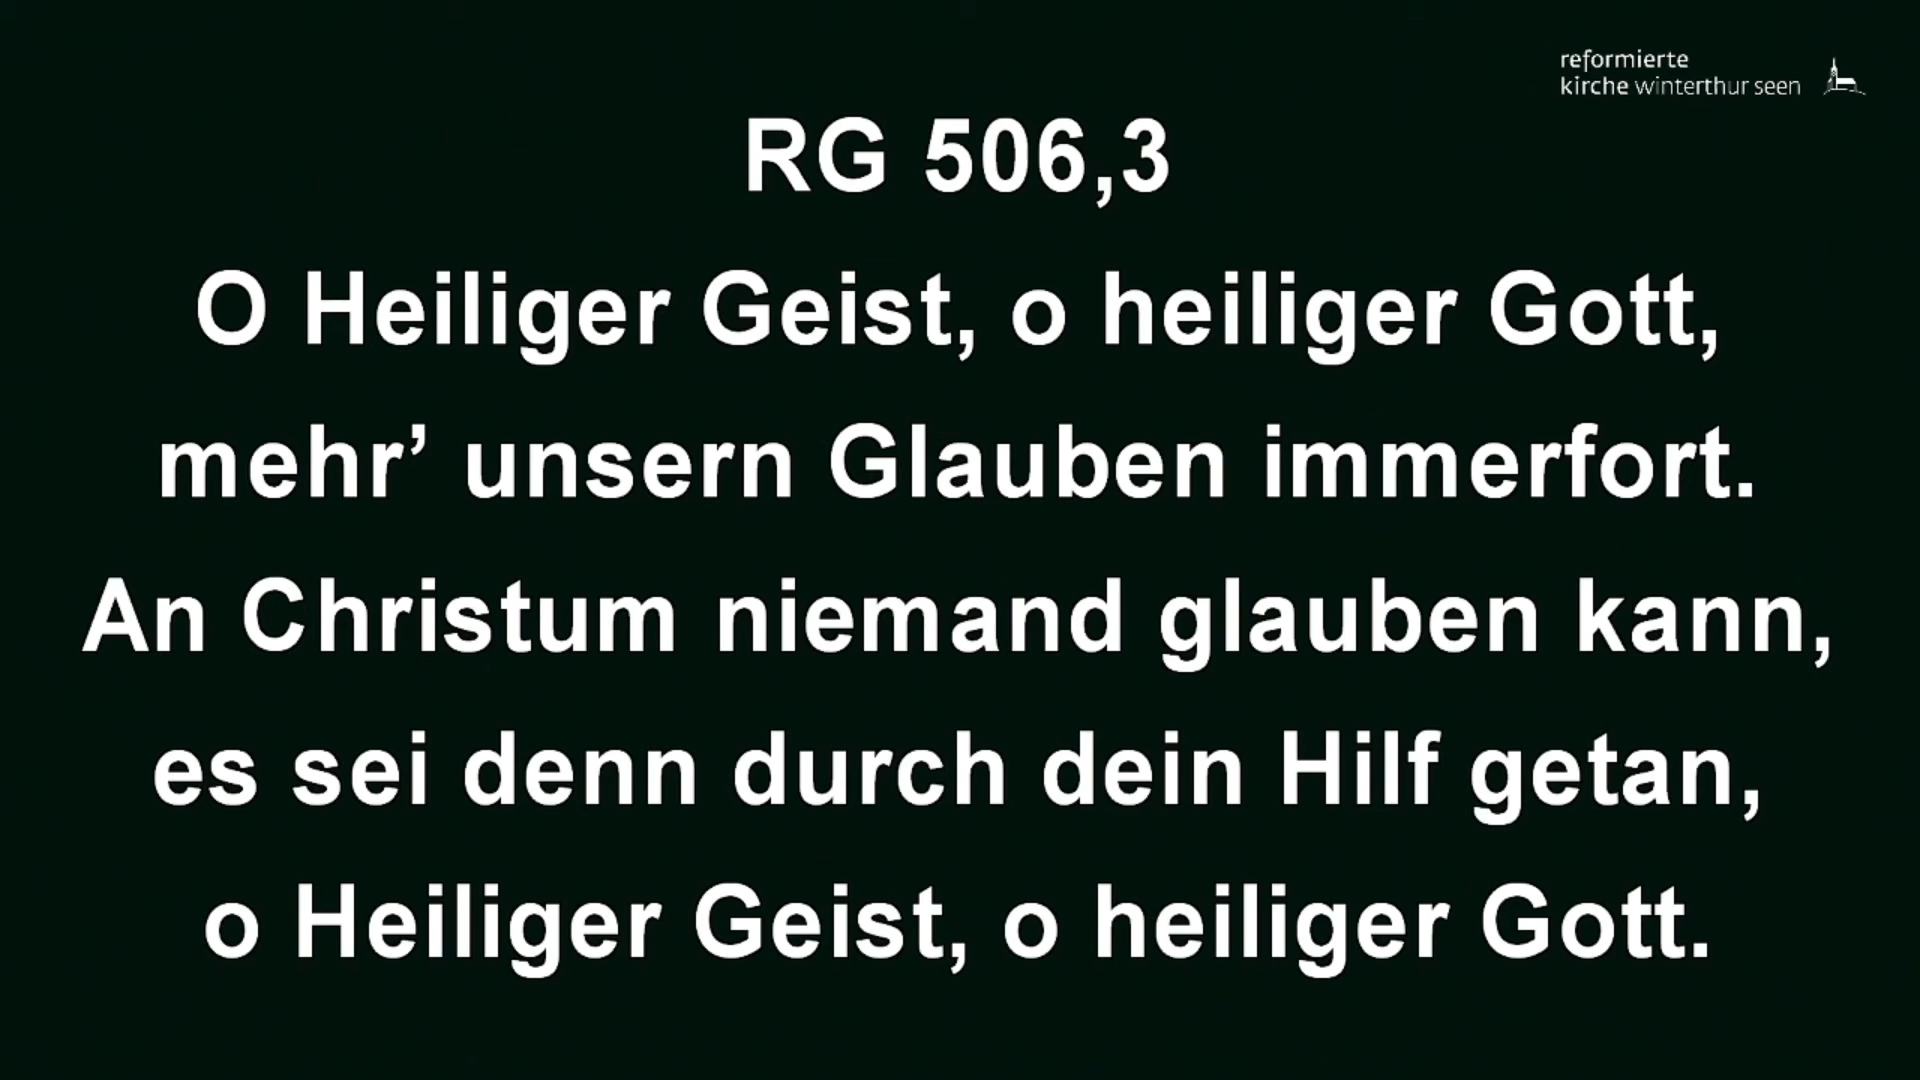 reformierte
kirche winterthur seen
RG 506,3
O Heiliger Geist, o heiliger Gott,
mehr’ unsern Glauben immerfort.
An Christum niemand glauben kann,
es sei denn durch dein Hilf getan,
o Heiliger Geist, o heiliger Gott.